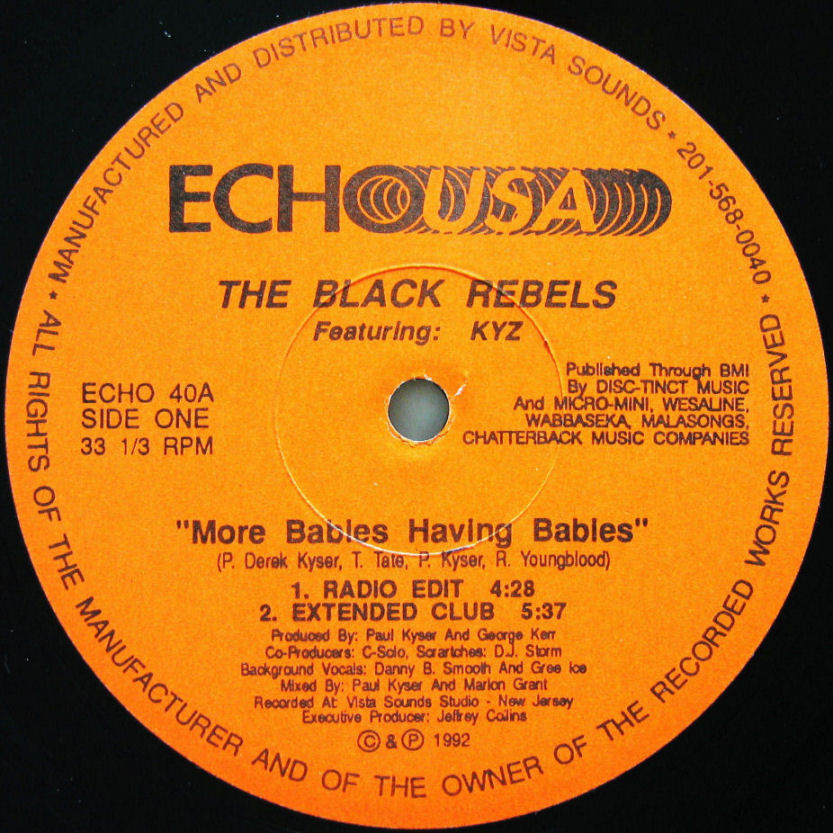 MANUFACTURED AND DISTRIBUTED BY VISTA SOUNDS * 201-568-0040 *
ECHO USA
THE BLACK REBELS
Featuring: KYZ
ECHO 40A
SIDE ONE
33 1/3 RPM
Published Through BMI
By DISC-TINCT MUSIC
And MICRO-MINI, WESALINE,
WABBASEKA, MALASONGS,
CHATTERBACK MUSIC COMPANIES
"More Babies Having Babies"
(P. Derek Kyser, T. Tate, P. Kyser, R. Youngblood)
1. RADIO EDIT 4:28
2. EXTENDED CLUB 5:37
Produced By: Paul Kyser And George Kerr
Co-Producers: C-Solo, Scratches: D.J. Storm
Background Vocals: Danny B. Smooth And Gree Ice
Mixed By: Paul Kyser And Marlon Grant
Recorded At: Vista Sounds Studio - New Jersey
Executive Producer: Jeffrey Collins
© & ℗ 1992
ALL RIGHTS OF THE MANUFACTURER AND OF THE OWNER OF THE RECORDED WORKS RESERVED *